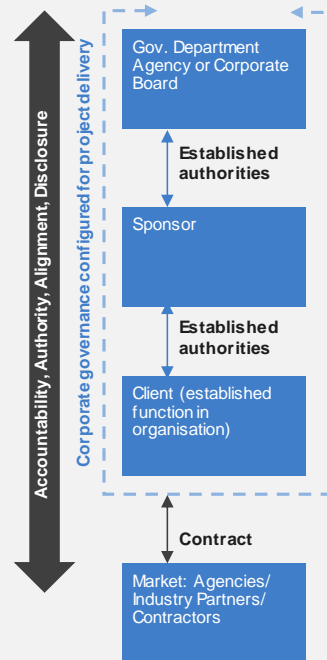 Accountability, Authority, Alignment, Disclosure
Corporate governance configured for project delivery
Gov. Department
Agency or Corporate
Board
Established
authorities
Sponsor
Established
authorities
Client (established
function in
organisation)
Contract
Market: Agencies/
Industry Partners/
Contractors